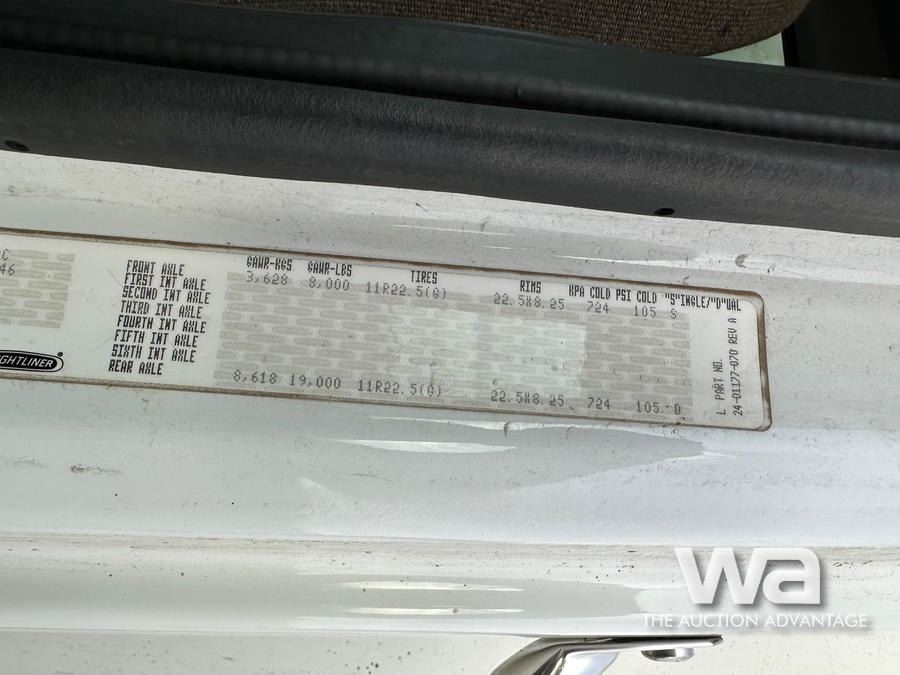 C
46
GAWR-KGS GAWR-LBS TIRES RIMS KPA COLD PSI COLD "S"INGLE/"D"UAL
FRONT AXLE 3,628 8,000 11R22.5(G) 22.5X8.25 724 105 S
FIRST INT AXLE
SECOND INT AXLE
THIRD INT AXLE
FOURTH INT AXLE
FIFTH INT AXLE
SIXTH INT AXLE
REAR AXLE 8,618 19,000 11R22.5(G) 22.5X8.25 724 105 D
L PART NO.
24-01177-070 REV A
GHTLINER
wa
THE AUCTION ADVANTAGE